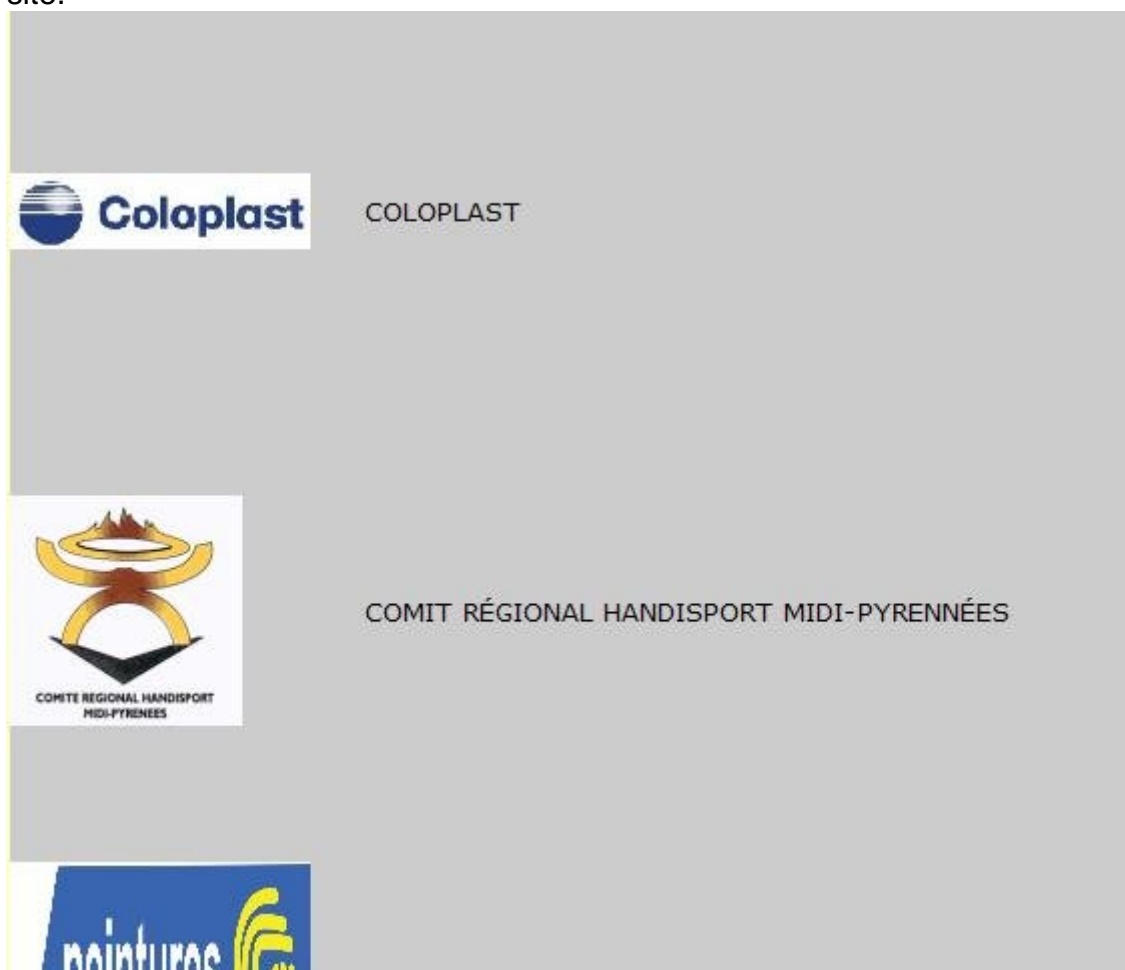 site.
Coloplast
COLOPLAST
COMIT RÉGIONAL HANDISPORT MIDI-PYRENNÉES
COMITE REGIONAL HANDISPORT
MIDI-PYRENEES
peintures